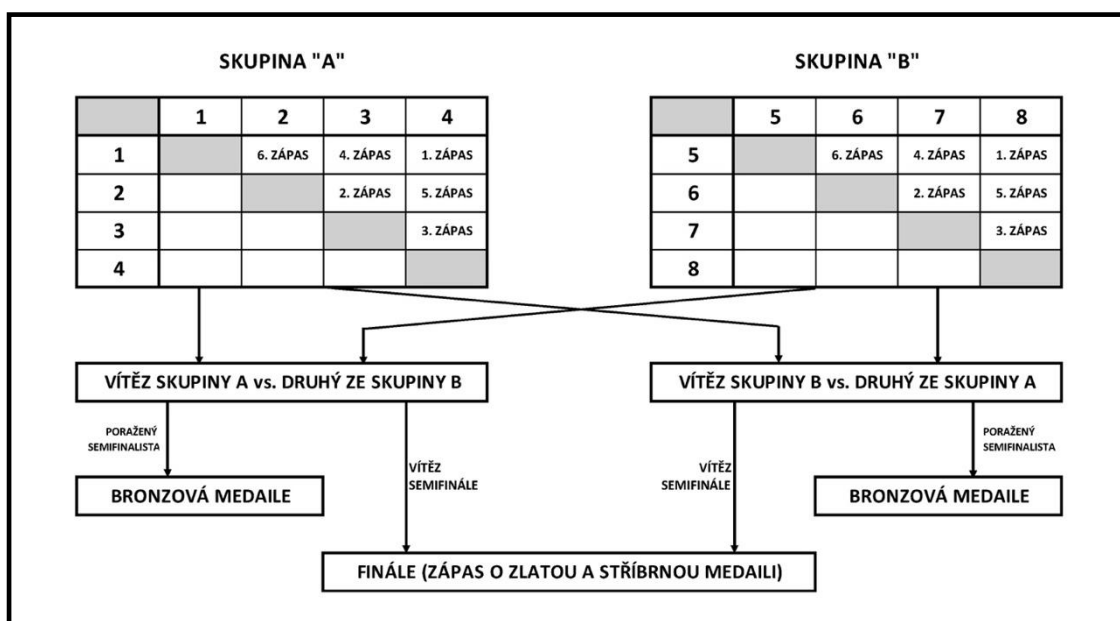 SKUPINA "A"
SKUPINA "B"
1 2 3 4
1 6. ZÁPAS 4. ZÁPAS 1. ZÁPAS
2 2. ZÁPAS 5. ZÁPAS
3 3. ZÁPAS
4
5 6 7 8
5 6. ZÁPAS 4. ZÁPAS 1. ZÁPAS
6 2. ZÁPAS 5. ZÁPAS
7 3. ZÁPAS
8
VÍTĚZ SKUPINY A vs. DRUHÝ ZE SKUPINY B
VÍTĚZ SKUPINY B vs. DRUHÝ ZE SKUPINY A
PORAŽENÝ
SEMIFINALISTA
VÍTĚZ
SEMIFINÁLE
VÍTĚZ
SEMIFINÁLE
PORAŽENÝ
SEMIFINALISTA
BRONZOVÁ MEDAILE
BRONZOVÁ MEDAILE
FINÁLE (ZÁPAS O ZLATOU A STŘÍBRNOU MEDAILI)